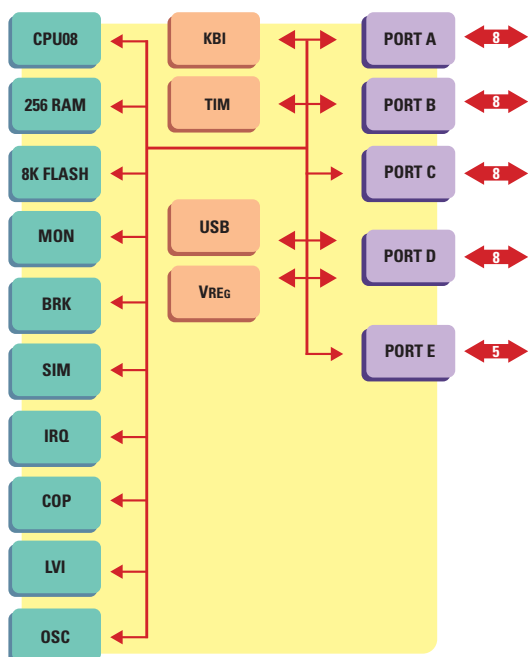 CPU08
KBI
PORT A
8
256 RAM
TIM
PORT B
8
8K FLASH
PORT C
8
MON
USB
PORT D
8
BRK
VREG
SIM
PORT E
5
IRQ
COP
LVI
OSC